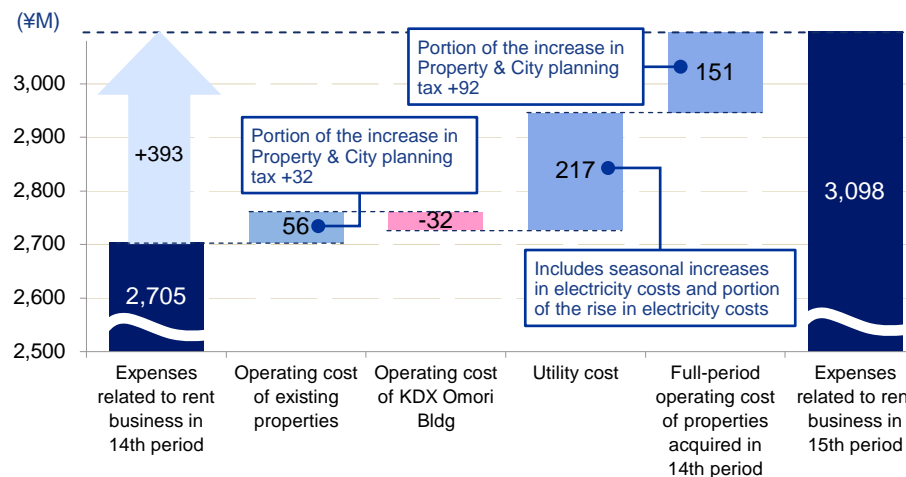 (¥M)
3,000
2,900
2,800
2,700
2,600
2,500
+393
2,705
Portion of the increase in
Property & City planning
tax +32
56
-32
Portion of the increase in
Property & City planning
tax +92
217
151
Includes seasonal increases
in electricity costs and portion
of the rise in electricity costs
3,098
Expenses
related to rent
business in
14th period
Operating cost
of existing
properties
Operating cost
of KDX Omori
Bldg
Utility cost
Full-period
operating cost
of properties
acquired in
14th period
Expenses
related to rent
business in
15th period